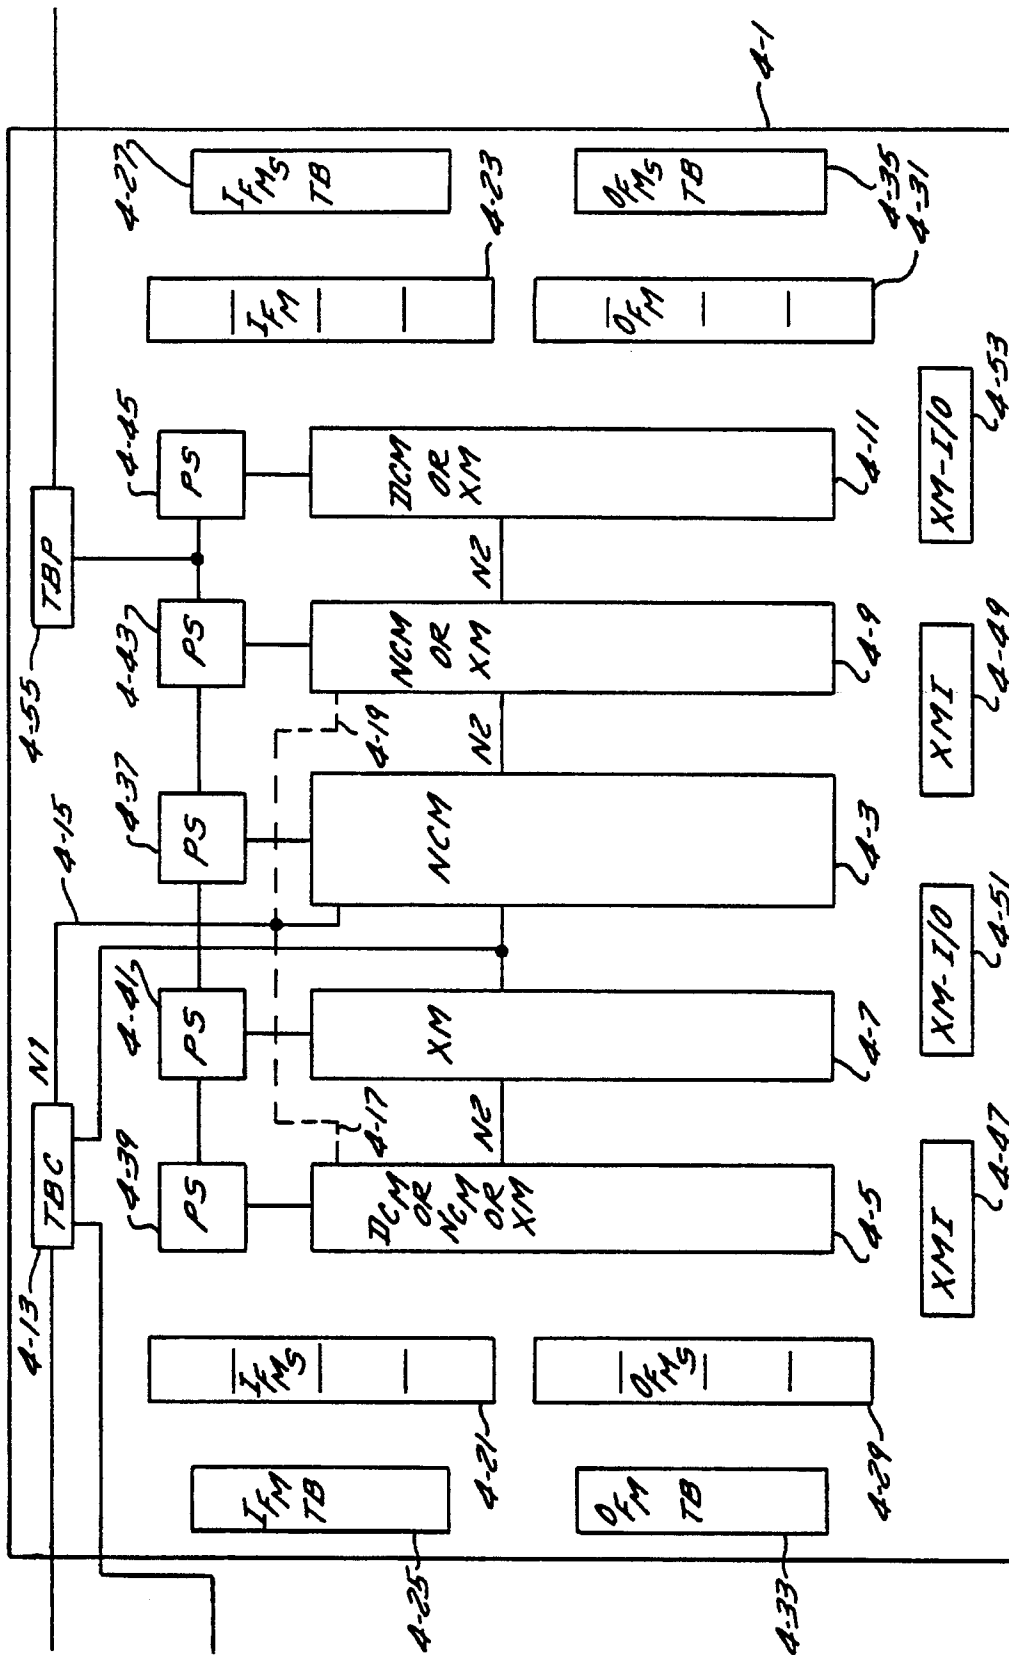 4-1
4-27
IFMS
TB
4-23
IFM
OFMS
TB
4-35
OFM
4-31
4-45
PS
DCM
OR
XM
4-11
XM-I/O
4-53
TBP
4-55
4-43
PS
NCM
OR
XM
4-9
N2
XMI
4-49
4-37
PS
4-19
N2
NCM
4-3
4-15
XM-I/O
4-51
N1
4-41
PS
XM
4-7
TBC
4-13
4-39
PS
4-17
N2
DCM
OR
NCM
OR
XM
4-5
XMI
4-47
IFMS
4-21
OFMS
4-29
IFM
TB
4-25
OFM
TB
4-33